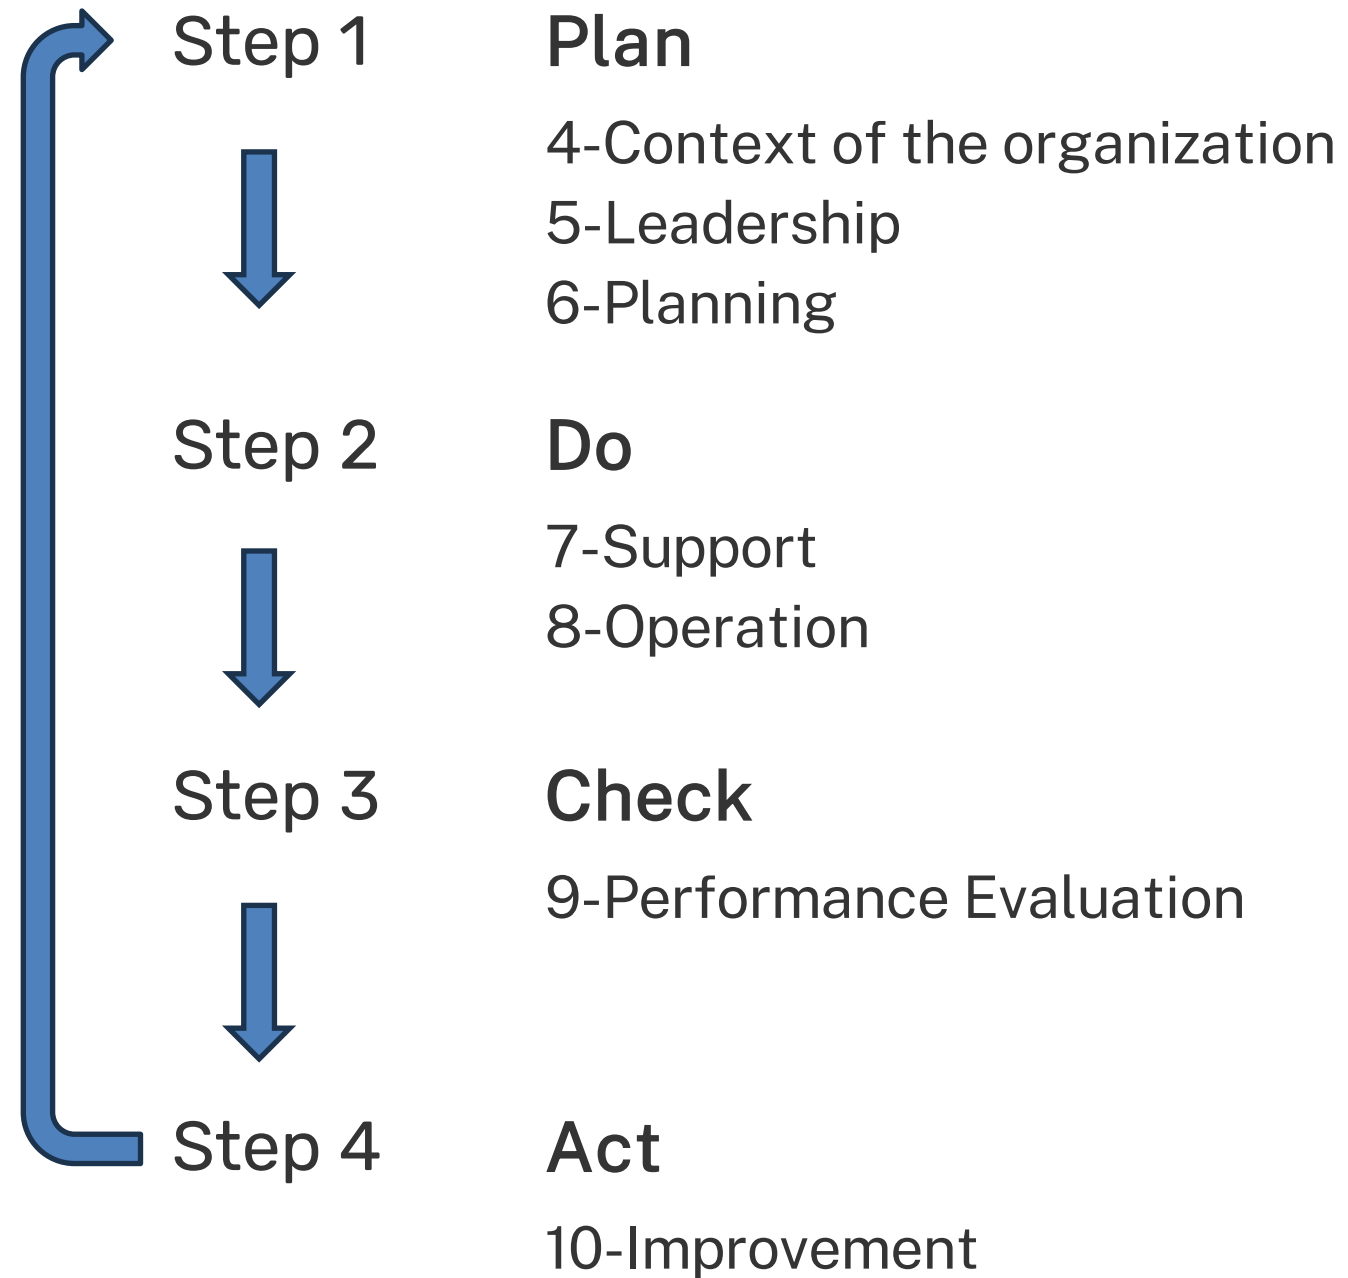 Step 1 Plan
4-Context of the organization
5-Leadership
6-Planning
Step 2 Do
7-Support
8-Operation
Step 3 Check
9-Performance Evaluation
Step 4 Act
10-Improvement